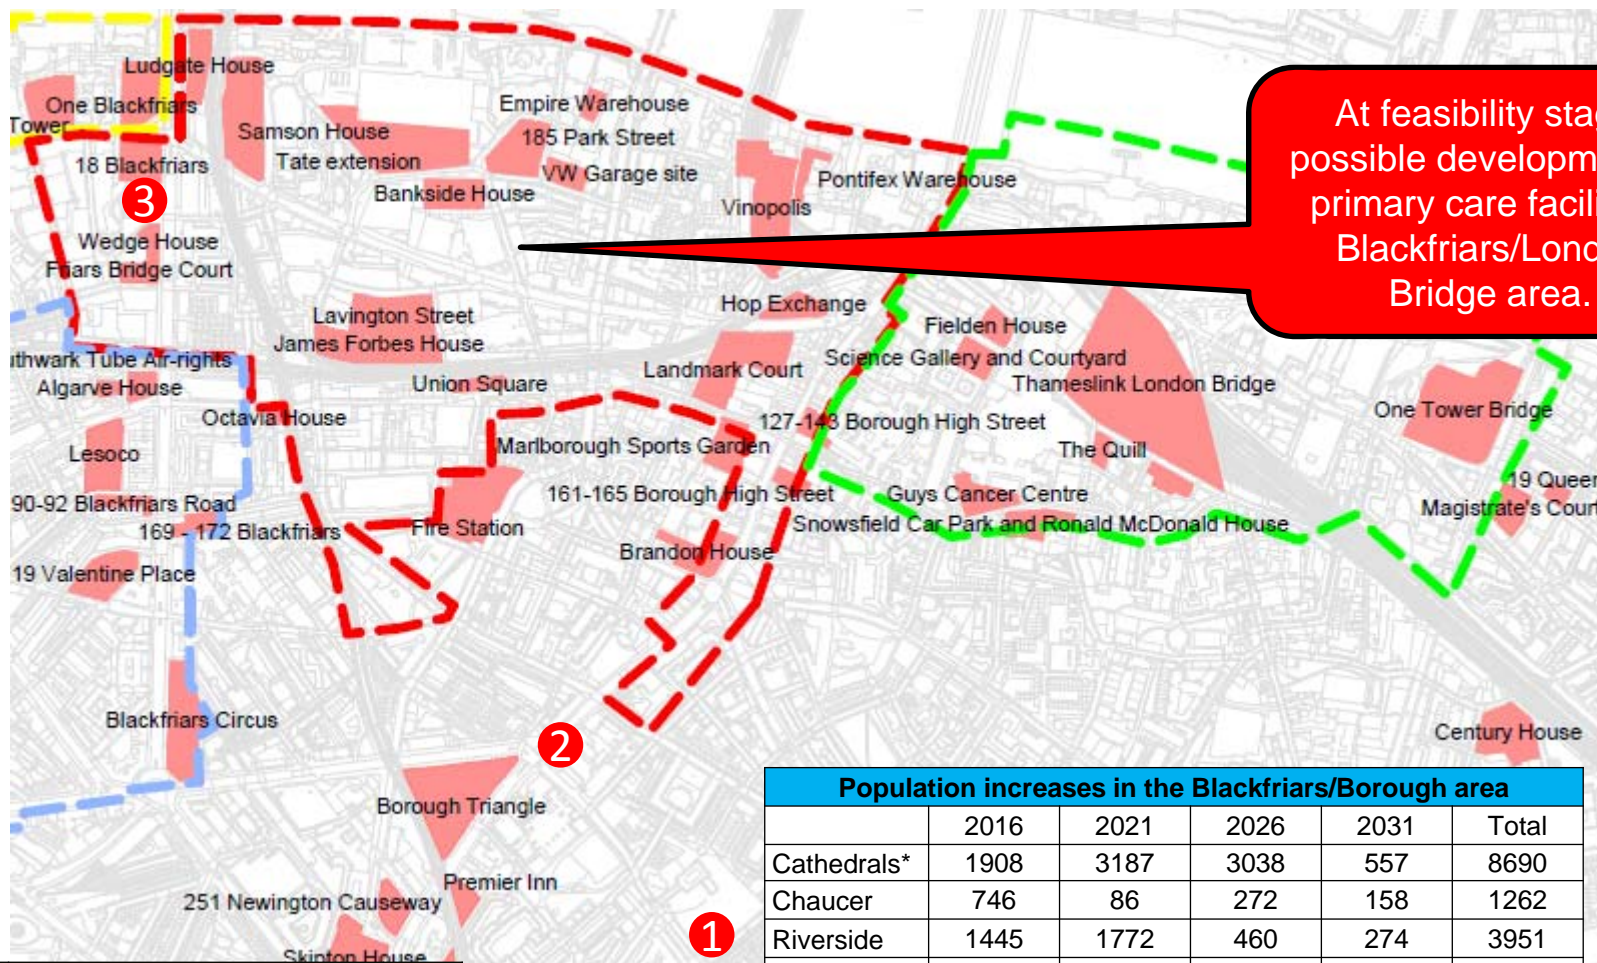 Ludgate House
One Blackfriars
Tower
Samson House
Tate extension
Empire Warehouse
185 Park Street
VW Garage site
18 Blackfriars
3
Bankside House
Pontifex Warehouse
Vinopolis
At feasibility stag
possible developm
primary care facili
Blackfriars/Lond
Bridge area.
Wedge House
Friars Bridge Court
Lavington Street
James Forbes House
Hop Exchange
Fielden House
Science Gallery and Courtyard
uthwark Tube Air-rights
Algarve House
Union Square
Landmark Court
Thameslink London Bridge
One Tower Bridge
Octavia House
127-143 Borough High Street
Marlborough Sports Garden
The Quill
Lesoco
161-165 Borough High Street
Guys Cancer Centre
19 Queen
Magistrate's Court
90-92 Blackfriars Road
169 - 172 Blackfriars
Fire Station
Snowsfield Car Park and Ronald McDonald House
Brandon House
19 Valentine Place
Blackfriars Circus
2
Century House
Borough Triangle
Premier Inn
251 Newington Causeway
1
Skipton House
Population increases in the Blackfriars/Borough area
2016 2021 2026 2031 Total
Cathedrals* 1908 3187 3038 557 8690
Chaucer 746 86 272 158 1262
Riverside 1445 1772 460 274 3951